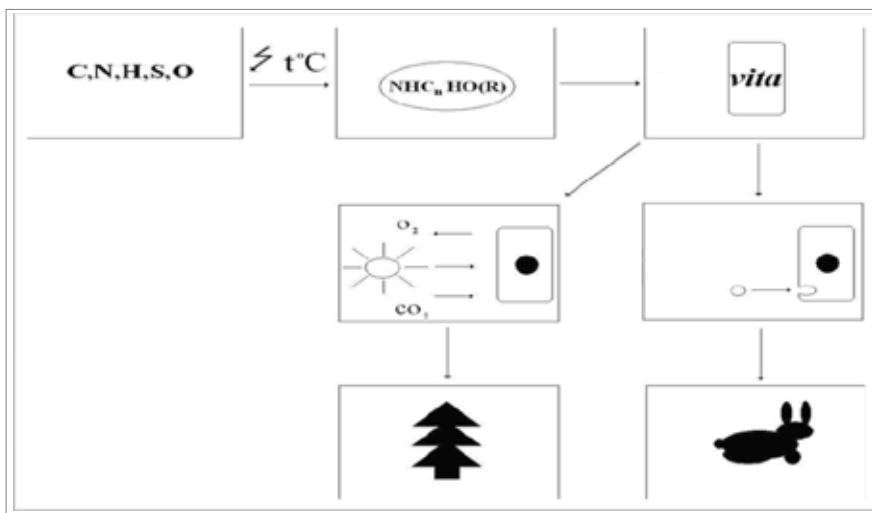 C,N,H,S,O
t°C
NHCₙ HO(R)
vita
O₂
CO₂